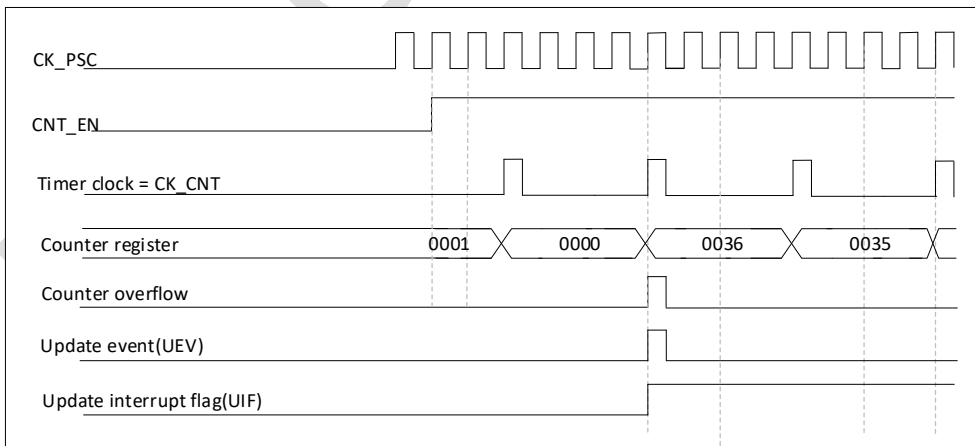 CK_PSC
CNT_EN
Timer clock = CK_CNT
Counter register 0001 0000 0036 0035
Counter overflow
Update event(UEV)
Update interrupt flag(UIF)